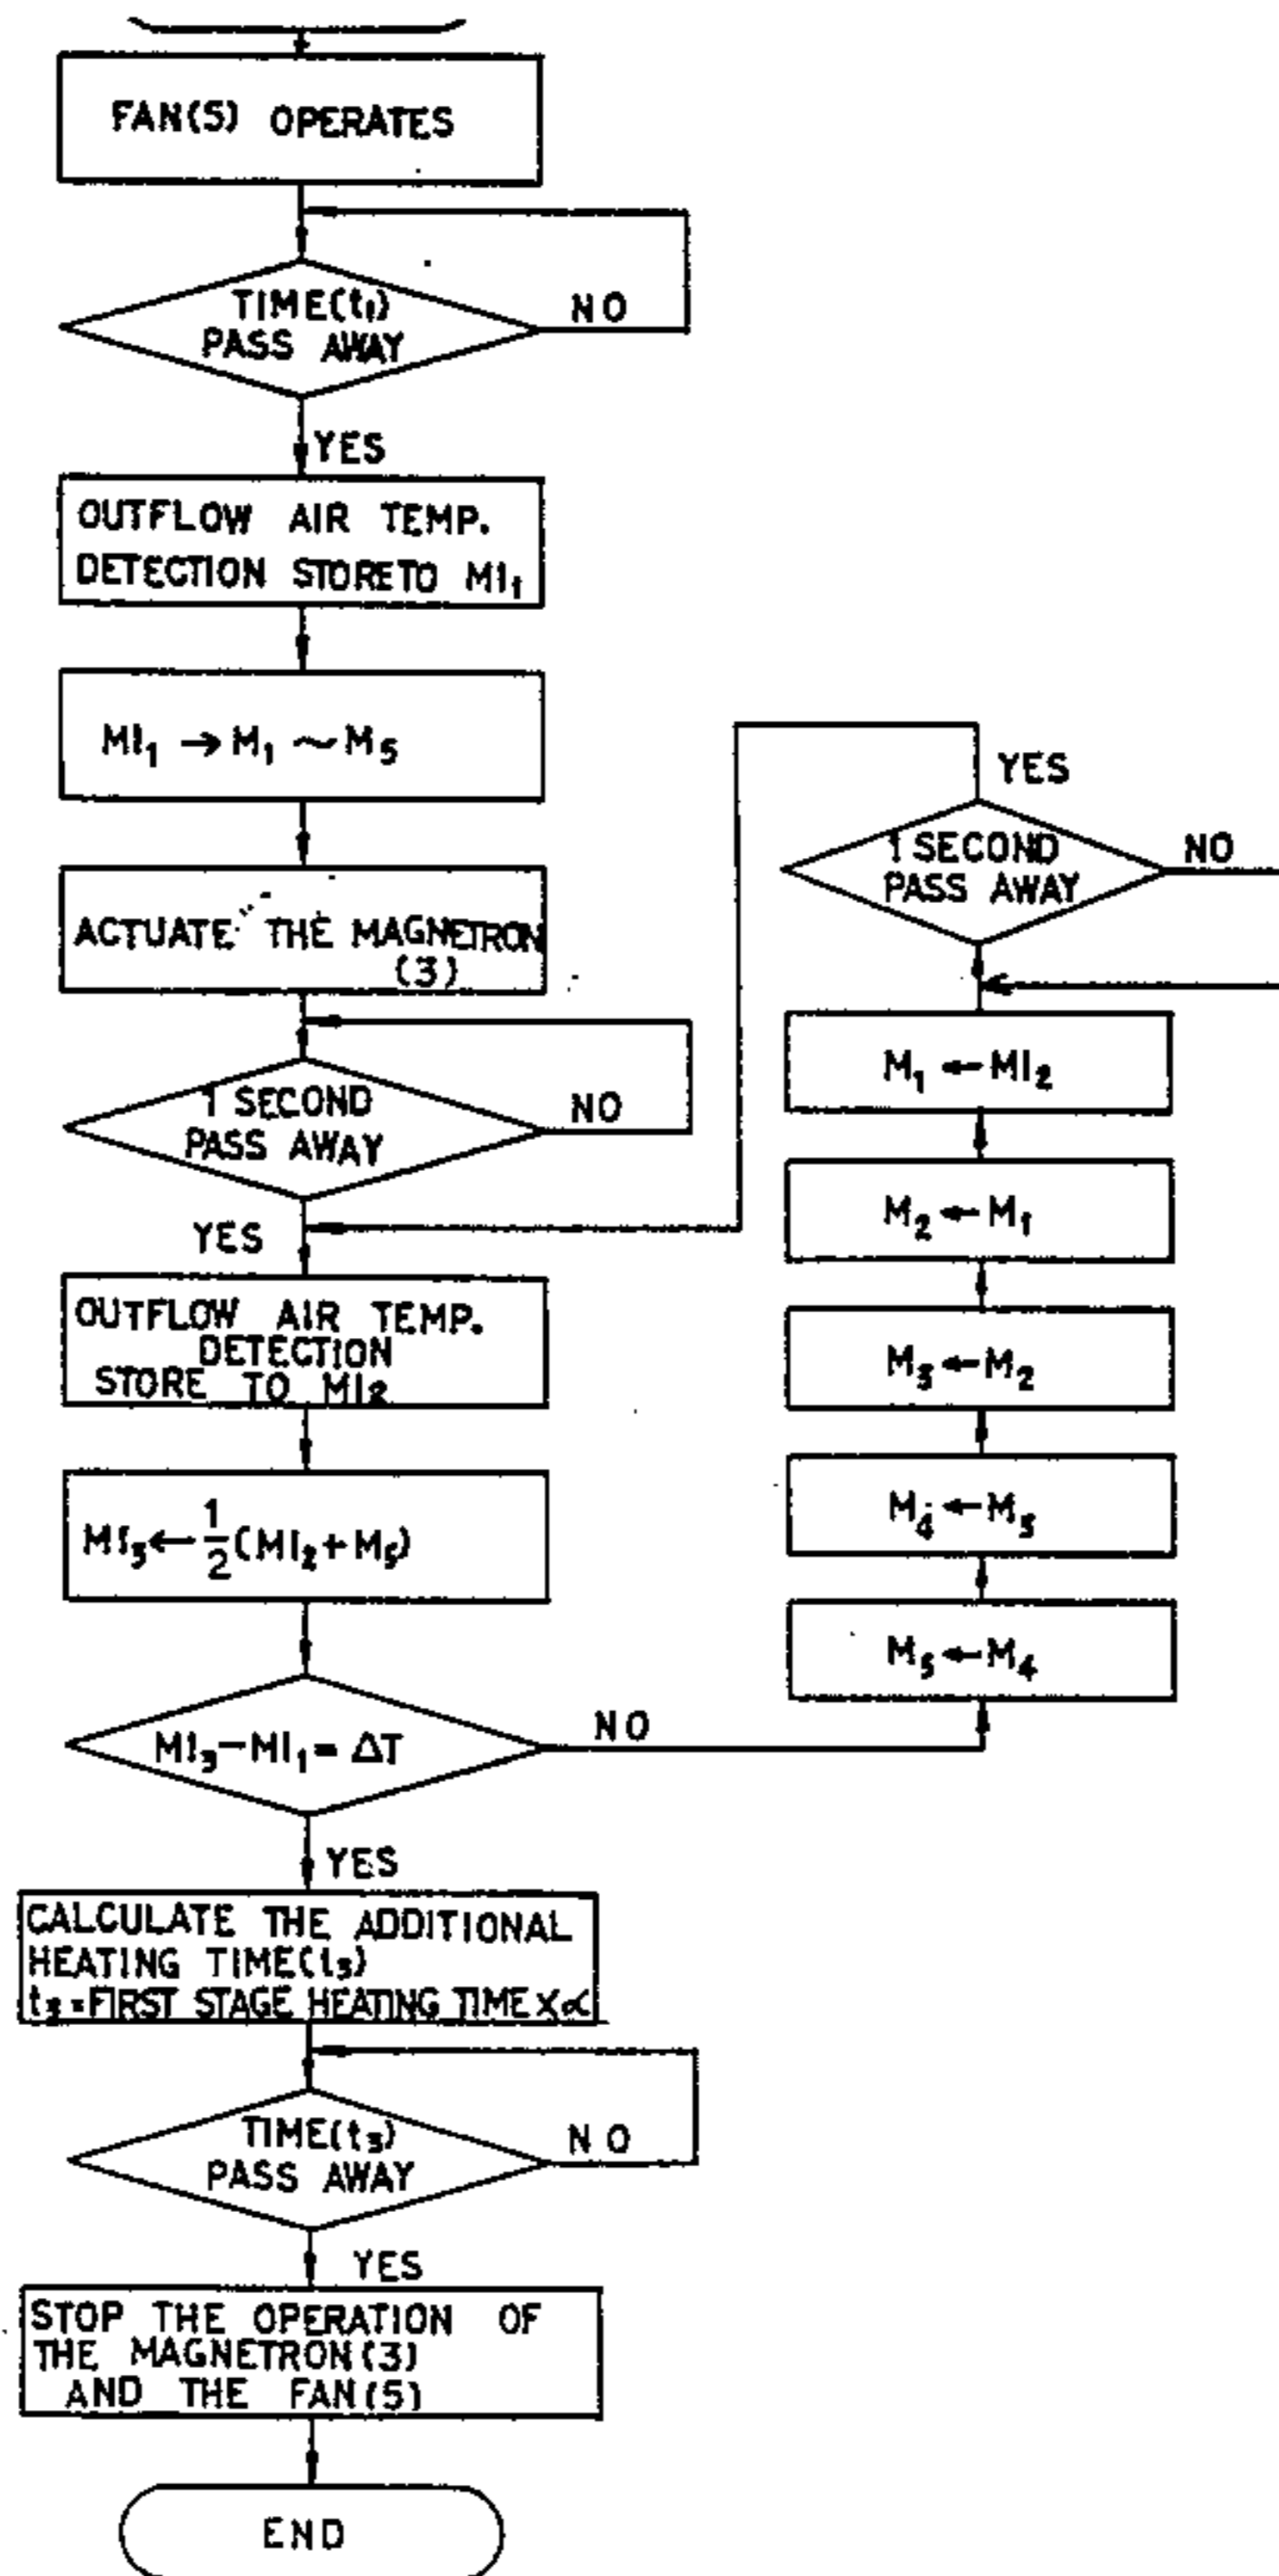 FAN(5) OPERATES
TIME(t₁)
PASS AWAY
NO
YES
OUTFLOW AIR TEMP.
DETECTION STORE TO MI₁
MI₁ → M₁ ~ M₅
ACTUATE THE MAGNETRON
(3)
1 SECOND
PASS AWAY
NO
YES
OUTFLOW AIR TEMP.
DETECTION
STORE TO MI₂
MI₃ ← 1/2 (MI₂ + M₅)
MI₃ − MI₁ = ΔT
NO
YES
CALCULATE THE ADDITIONAL
HEATING TIME(t₃)
t₃ = FIRST STAGE HEATING TIME × α
TIME(t₃)
PASS AWAY
NO
YES
STOP THE OPERATION OF
THE MAGNETRON(3)
AND THE FAN(5)
END
YES
1 SECOND
PASS AWAY
NO
M₁ ← MI₂
M₂ ← M₁
M₃ ← M₂
M₄ ← M₃
M₅ ← M₄